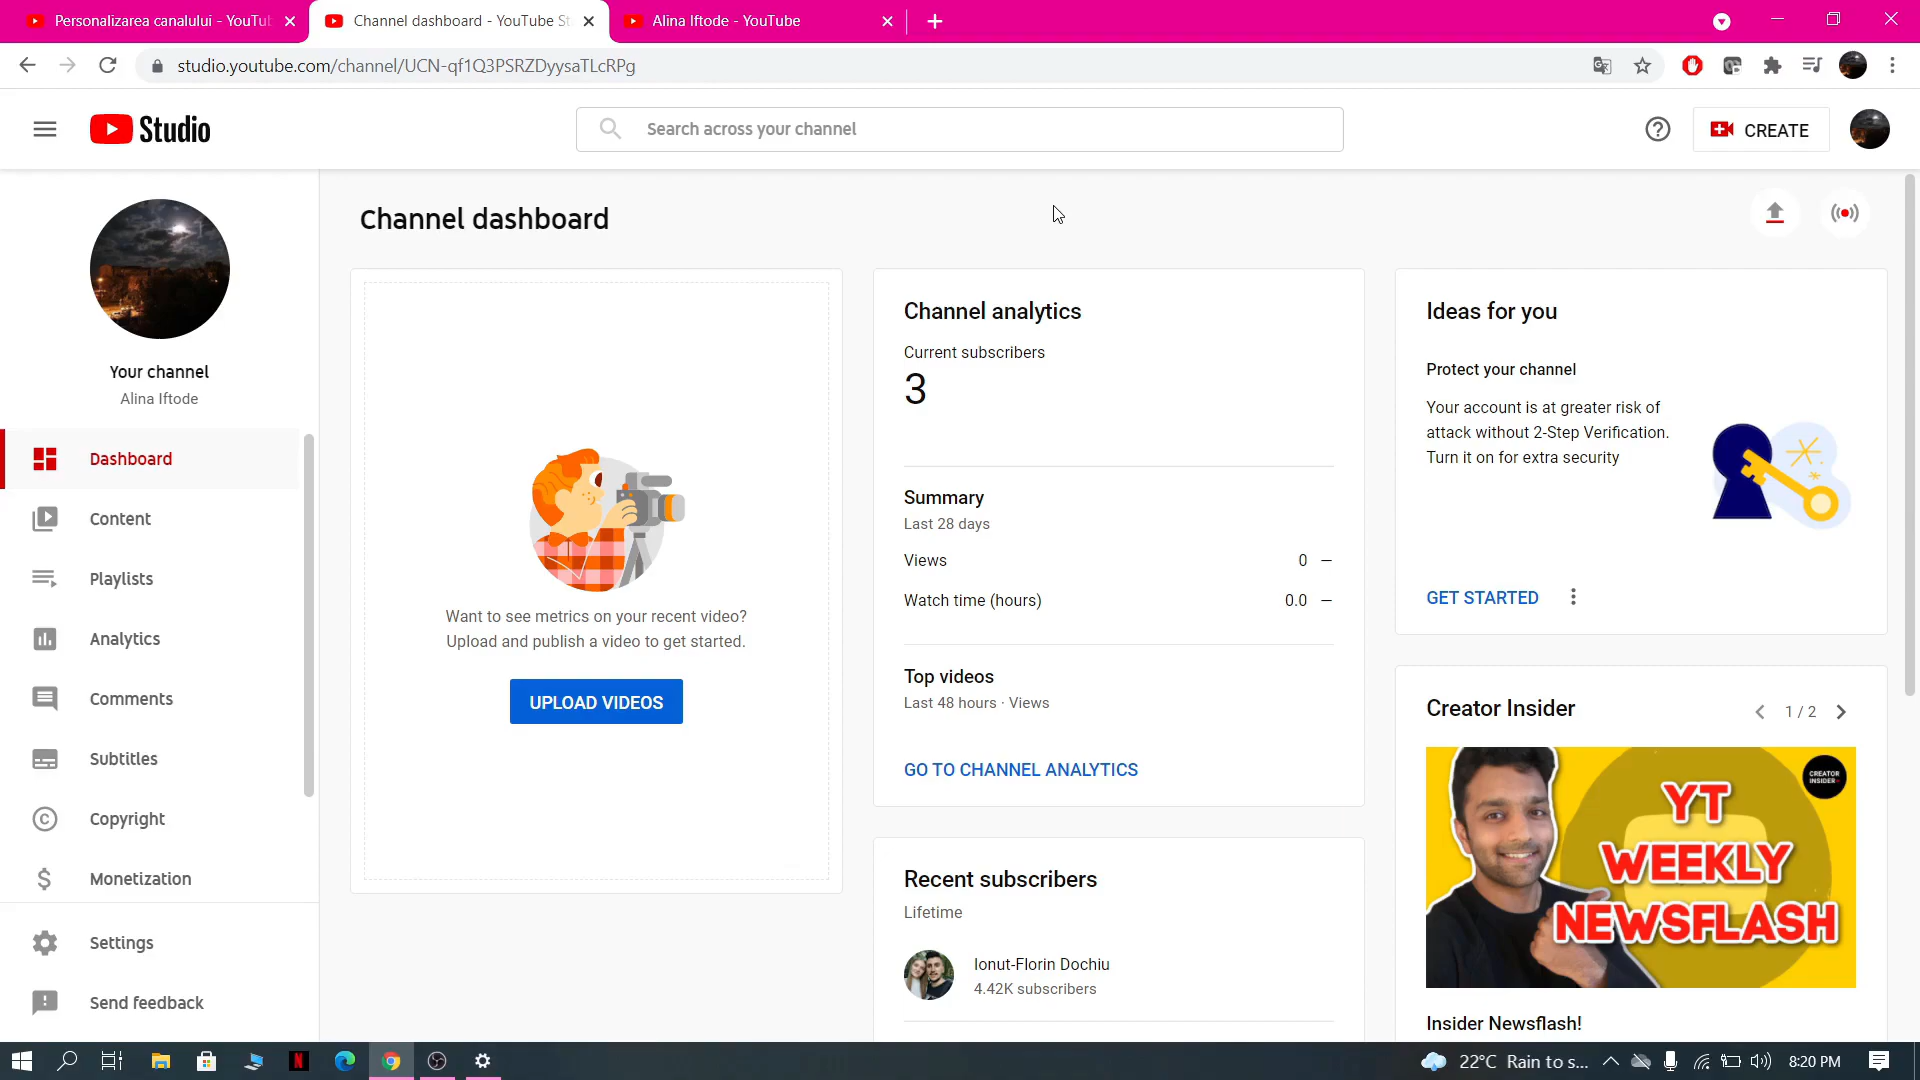 Personalizarea canalului - YouTub
Channel dashboard - YouTube St
Alina Iftode - YouTube
studio.youtube.com/channel/UCN-qf1Q3PSRZDyysaTLcRPg
Studio
Search across your channel
CREATE
Your channel
Alina Iftode
Dashboard
Content
Playlists
Analytics
Comments
Subtitles
Copyright
Monetization
Settings
Send feedback
Channel dashboard
Want to see metrics on your recent video?
Upload and publish a video to get started.
UPLOAD VIDEOS
Channel analytics
Current subscribers
3
Summary
Last 28 days
Views 0 —
Watch time (hours) 0.0 —
Top videos
Last 48 hours · Views
GO TO CHANNEL ANALYTICS
Recent subscribers
Lifetime
Ionut-Florin Dochiu
4.42K subscribers
Ideas for you
Protect your channel
Your account is at greater risk of
attack without 2-Step Verification.
Turn it on for extra security
GET STARTED
Creator Insider
1 / 2
CREATOR
INSIDER
YT
WEEKLY
NEWSFLASH
Insider Newsflash!
22°C Rain to s...
8:20 PM